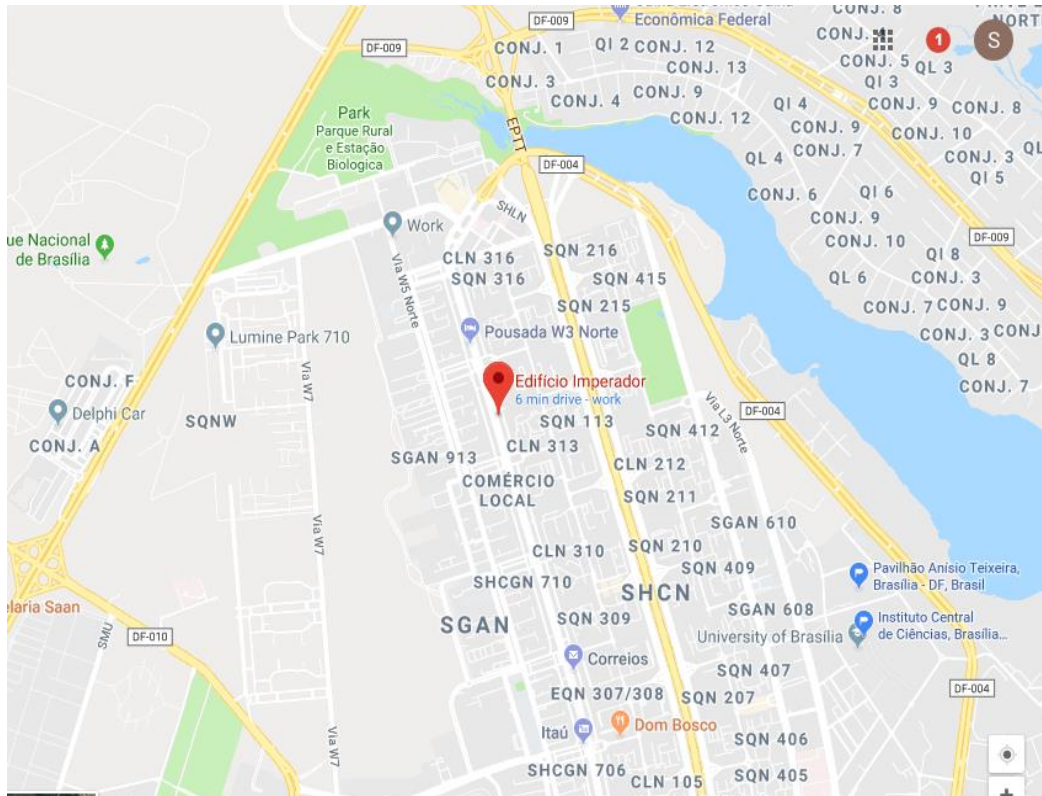 DF-009
Econômica Federal
CONJ. 8
NORTE
CONJ. 4
1
S
DF-009
CONJ. 1
QI 2
CONJ. 12
CONJ. 5
QL 3
CONJ. 3
CONJ. 13
QI 3
CONJ. 4
CONJ. 9
QI 4
CONJ. 9
CONJ. 8
Park
Parque Rural
e Estação
Biologica
EPTT
CONJ. 12
CONJ. 9
CONJ. 10
QL 4
CONJ. 7
CONJ. 3
QL
QI 5
DF-004
CONJ. 6
QI 6
SHLN
Work
CONJ. 9
DF-009
ue Nacional
de Brasília
CONJ. 10
CLN 316
SQN 216
QI 8
Via W5 Norte
SQN 316
SQN 415
QL 6
CONJ. 3
SQN 215
CONJ. 7
CONJ. 9
Lumine Park 710
Pousada W3 Norte
CONJ. 3
CONJ
QL 8
Via W7
CONJ. F
Edifício Imperador
6 min drive - work
CONJ. 7
Delphi Car
SQNW
SQN 113
Via L3 Norte
DF-004
CONJ. A
SQN 412
CLN 313
SGAN 913
CLN 212
COMÉRCIO
LOCAL
SQN 211
Via W7
SGAN 610
CLN 310
SQN 210
Pavilhão Anísio Teixeira,
Brasília - DF, Brasil
SHCGN 710
SQN 409
SHCN
elaria Saan
SGAN 608
Instituto Central
de Ciências, Brasília...
SMU
DF-010
SGAN
SQN 309
University of Brasília
Correios
SQN 407
EQN 307/308
SQN 207
DF-004
Itaú
Dom Bosco
Via W7
SQN 406
SHCGN 706
CLN 105
SQN 405